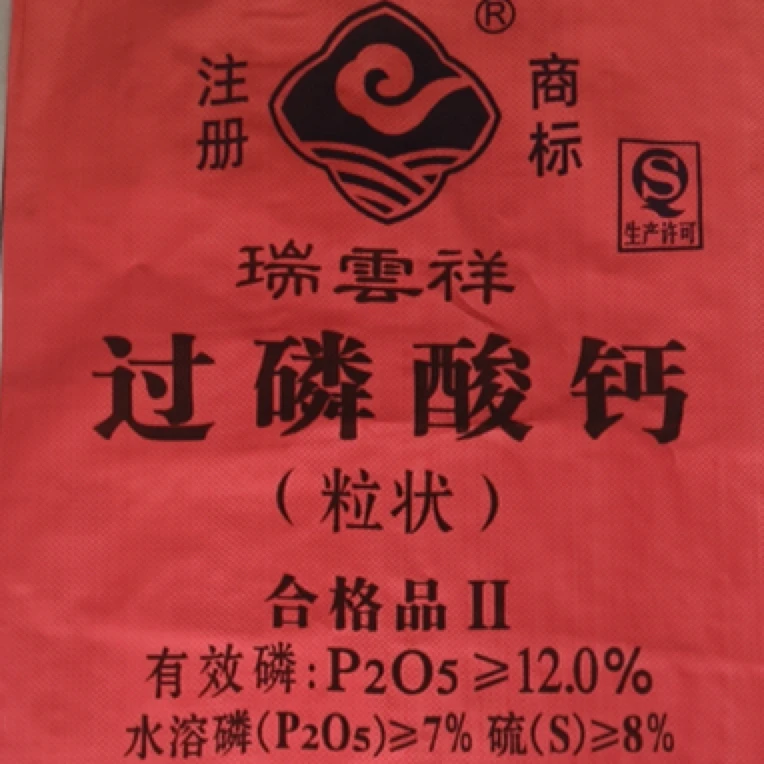 ®
注册 商标
S
生产许可
瑞雲祥
过磷酸钙
(粒状)
合格品Ⅱ
有效磷:P2O5≥12.0%
水溶磷(P2O5)≥7% 硫(S)≥8%